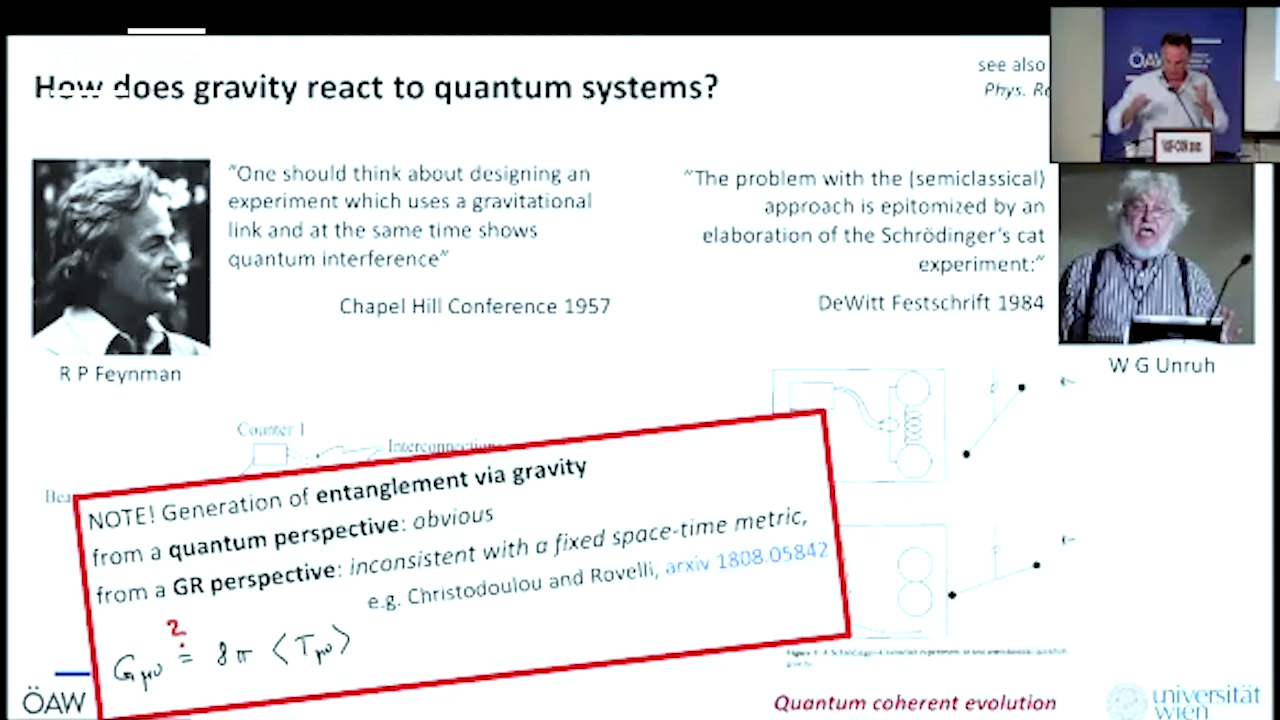 How does gravity react to quantum systems?
see also
Phys. Re
ÖAW
"One should think about designing an
experiment which uses a gravitational
link and at the same time shows
quantum interference"
Chapel Hill Conference 1957
R P Feynman
"The problem with the (semiclassical)
approach is epitomized by an
elaboration of the Schrödinger's cat
experiment:"
DeWitt Festschrift 1984
W G Unruh
Counter 1
Interconnection
Bea
NOTE! Generation of entanglement via gravity
from a quantum perspective: obvious
from a GR perspective: inconsistent with a fixed space-time metric,
e.g. Christodoulou and Rovelli, arxiv 1808.05842
?
Gμν = 8π ⟨Tμν⟩
ÖAW
Quantum coherent evolution
universität
wien